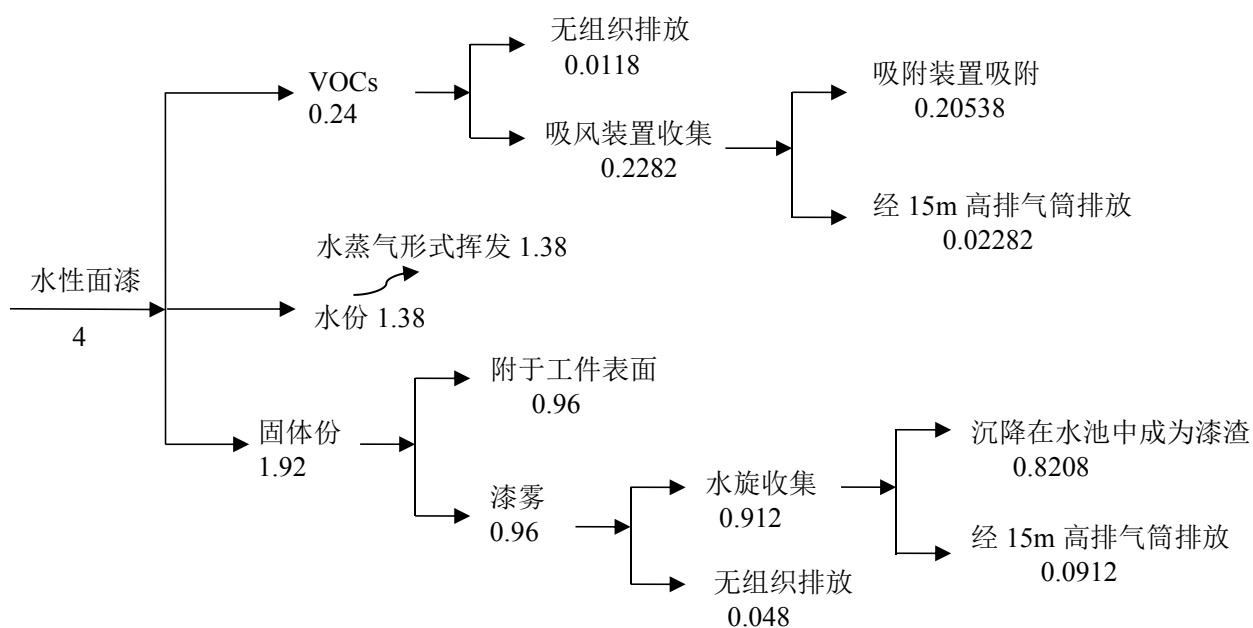 无组织排放
0.0118
VOCs
0.24
吸附装置吸附
0.20538
吸风装置收集
0.2282
经 15m 高排气筒排放
0.02282
水蒸气形式挥发 1.38
水性面漆
4
水份 1.38
附于工件表面
0.96
固体份
1.92
沉降在水池中成为漆渣
0.8208
漆雾
0.96
水旋收集
0.912
经 15m 高排气筒排放
0.0912
无组织排放
0.048